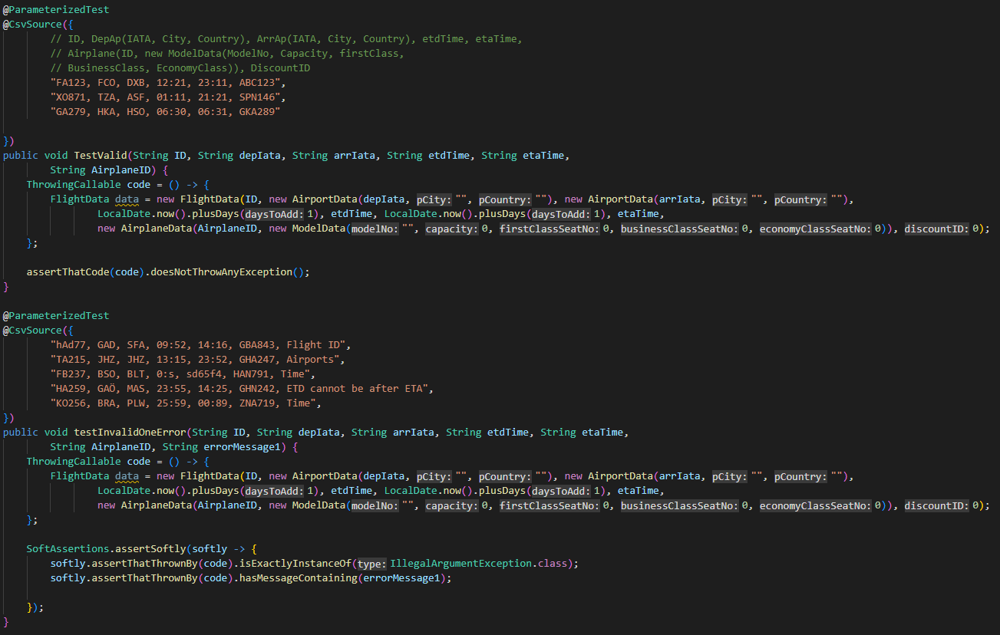 @ParameterizedTest
@CsvSource({
// ID, DepAp(IATA, City, Country), ArrAp(IATA, City, Country), etdTime, etaTime,
// Airplane(ID, new ModelData(ModelNo, Capacity, firstClass,
// BusinessClass, EconomyClass)), DiscountID
"FA123, FCO, DXB, 12:21, 23:11, ABC123",
"XO871, TZA, ASF, 01:11, 21:21, SPN146",
"GA279, HKA, HSO, 06:30, 06:31, GKA289"
})
public void TestValid(String ID, String depIata, String arrIata, String etdTime, String etaTime,
String AirplaneID) {
ThrowingCallable code = () -> {
FlightData data = new FlightData(ID, new AirportData(depIata, pCity: "", pCountry: ""), new AirportData(arrIata, pCity: "", pCountry: ""),
LocalDate.now().plusDays(daysToAdd: 1), etdTime, LocalDate.now().plusDays(daysToAdd: 1), etaTime,
new AirplaneData(AirplaneID, new ModelData(modelNo: "", capacity: 0, firstClassSeatNo: 0, businessClassSeatNo: 0, economyClassSeatNo: 0)), discountID: 0);
};
assertThatCode(code).doesNotThrowAnyException();
}
@ParameterizedTest
@CsvSource({
"hAd77, GAD, SFA, 09:52, 14:16, GBA843, Flight ID",
"TA215, JHZ, JHZ, 13:15, 23:52, GHA247, Airports",
"FB237, BSO, BLT, 0:s, sd65f4, HAN791, Time",
"HA259, GAÖ, MAS, 23:55, 14:25, GHN242, ETD cannot be after ETA",
"KO256, BRA, PLW, 25:59, 00:89, ZNA719, Time",
})
public void testInvalidOneError(String ID, String depIata, String arrIata, String etdTime, String etaTime,
String AirplaneID, String errorMessage1) {
ThrowingCallable code = () -> {
FlightData data = new FlightData(ID, new AirportData(depIata, pCity: "", pCountry: ""), new AirportData(arrIata, pCity: "", pCountry: ""),
LocalDate.now().plusDays(daysToAdd: 1), etdTime, LocalDate.now().plusDays(daysToAdd: 1), etaTime,
new AirplaneData(AirplaneID, new ModelData(modelNo: "", capacity: 0, firstClassSeatNo: 0, businessClassSeatNo: 0, economyClassSeatNo: 0)), discountID: 0);
};
SoftAssertions.assertSoftly(softly -> {
softly.assertThatThrownBy(code).isExactlyInstanceOf(type: IllegalArgumentException.class);
softly.assertThatThrownBy(code).hasMessageContaining(errorMessage1);
});
}